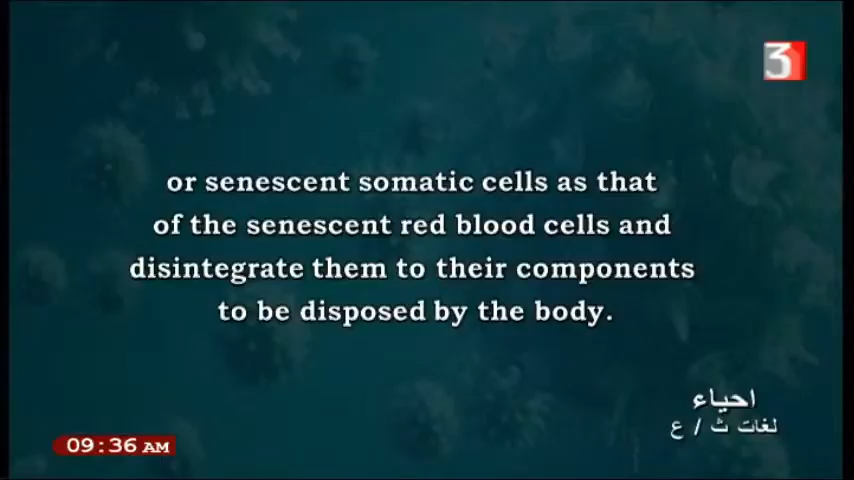 3
or senescent somatic cells as that
of the senescent red blood cells and
disintegrate them to their components
to be disposed by the body.
احياء
لغات ث / ع
09:36 AM